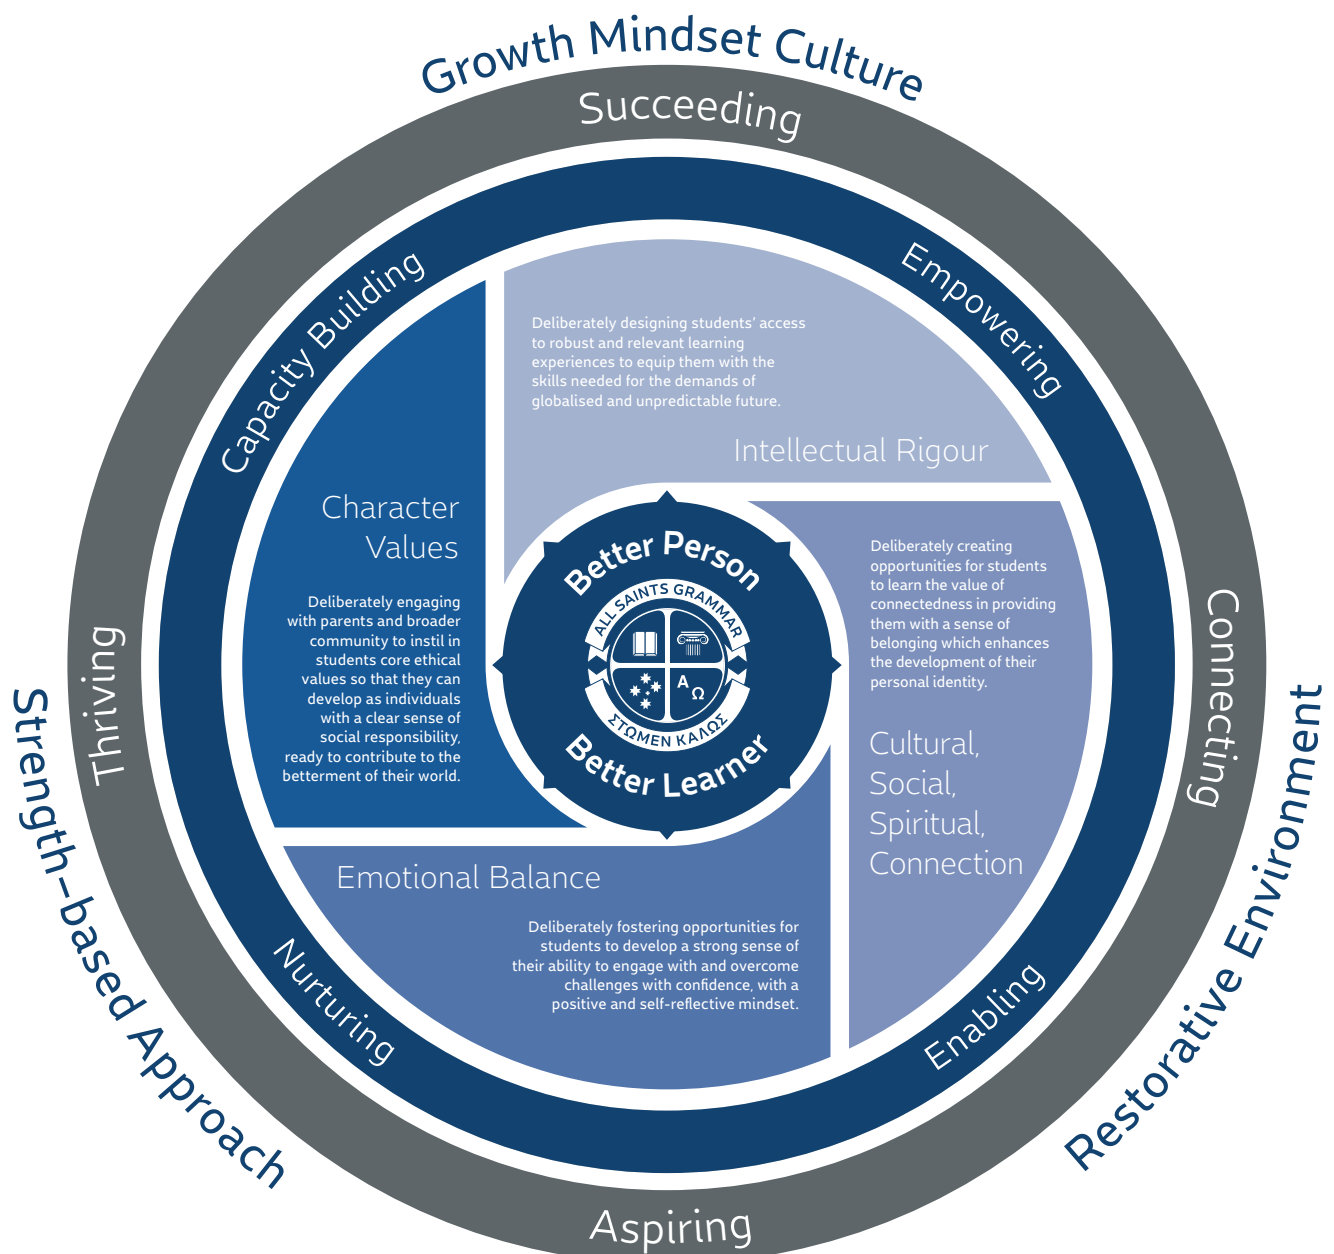 Growth Mindset Culture
Succeeding
Capacity Building
Empowering
Deliberately designing students' access
to robust and relevant learning
experiences to equip them with the
skills needed for the demands of
globalised and unpredictable future.
Intellectual Rigour
Character
Values
Deliberately engaging
with parents and broader
community to instil in
students core ethical
values so that they can
develop as individuals
with a clear sense of
social responsibility,
ready to contribute to the
betterment of their world.
Better Person
ALL SAINTS GRAMMAR
Α
Ω
ΣΤΩΜΕΝ ΚΑΛΩΣ
Better Learner
Deliberately creating
opportunities for students
to learn the value of
connectedness in providing
them with a sense of
belonging which enhances
the development of their
personal identity.
Cultural,
Social,
Spiritual,
Connection
Emotional Balance
Deliberately fostering opportunities for
students to develop a strong sense of
their ability to engage with and overcome
challenges with confidence, with a
positive and self-reflective mindset.
Thriving
Connecting
Nurturing
Enabling
Strength–based Approach
Restorative Environment
Aspiring